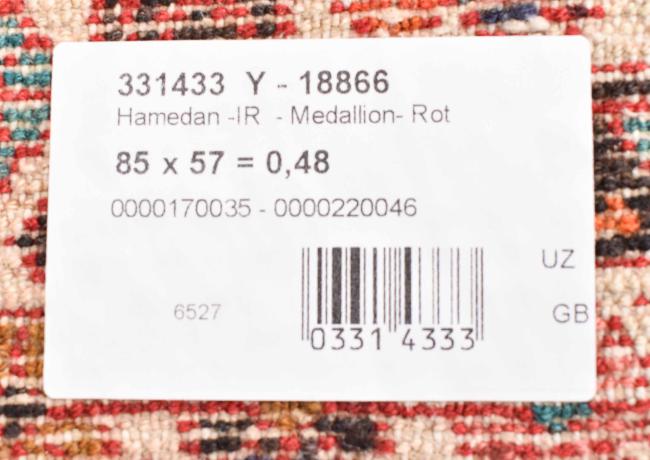 331433 Y - 18866
Hamedan -IR - Medallion- Rot
85 x 57 = 0,48
0000170035 - 0000220046
UZ
6527
GB
0331 4333